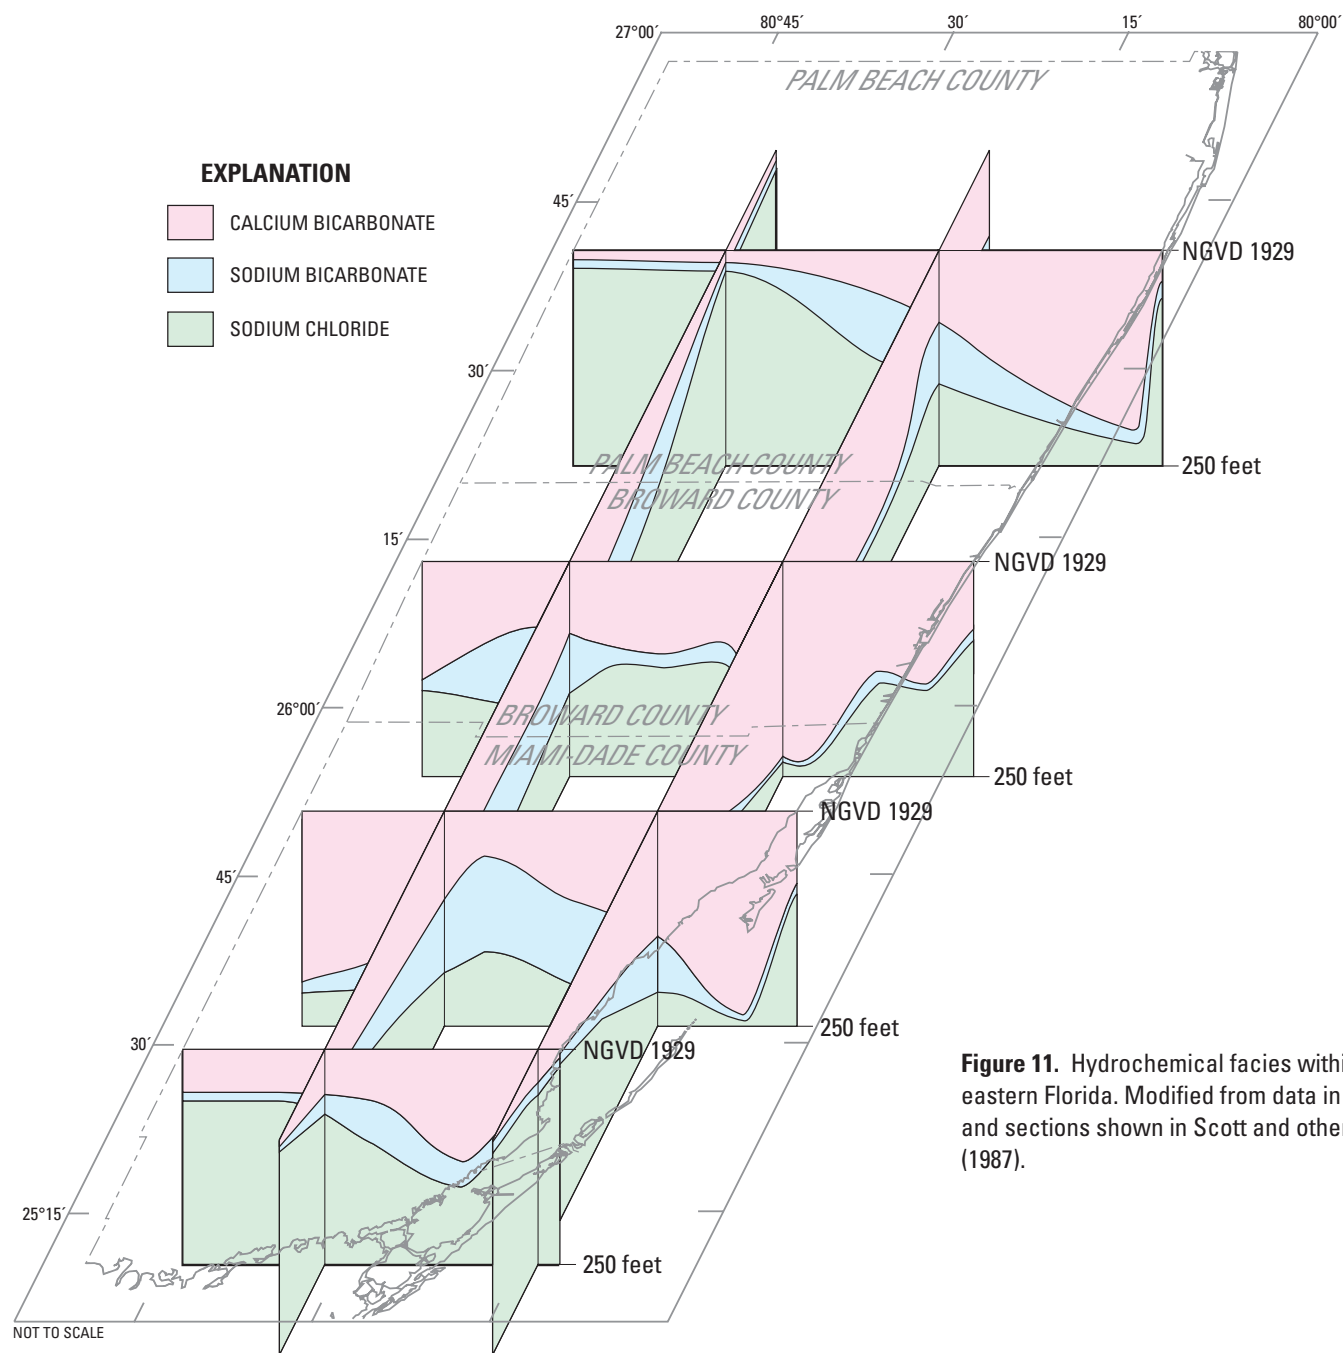 27°00′
80°45′
30′
15′
80°00′
PALM BEACH COUNTY
EXPLANATION
CALCIUM BICARBONATE
SODIUM BICARBONATE
SODIUM CHLORIDE
45′
NGVD 1929
30′
PALM BEACH COUNTY
250 feet
BROWARD COUNTY
15′
NGVD 1929
26°00′
BROWARD COUNTY
MIAMI-DADE COUNTY
250 feet
NGVD 1929
45′
250 feet
30′
NGVD 1929
Figure 11. Hydrochemical facies withi
eastern Florida. Modified from data in
and sections shown in Scott and other
(1987).
25°15′
250 feet
NOT TO SCALE